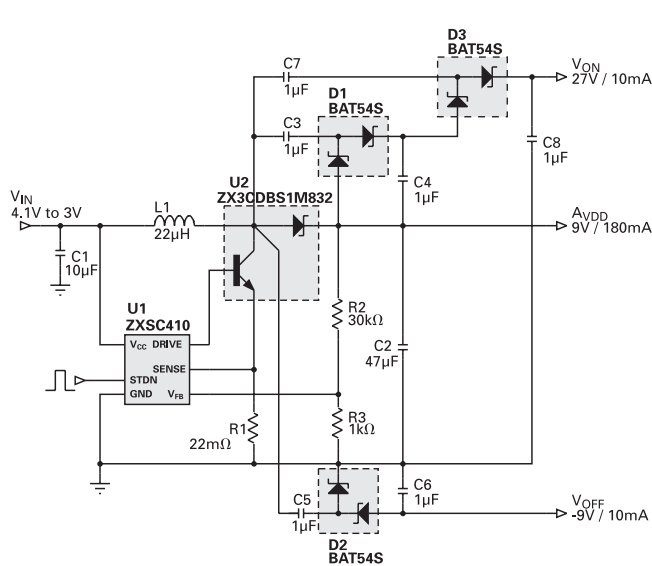 D3
BAT54S
C7
1µF
V_ON
27V / 10mA
D1
BAT54S
C3
1µF
C8
1µF
C4
1µF
U2
ZX3CDBS1M832
V_IN
4.1V to 3V
L1
22µH
A_VDD
9V / 180mA
C1
10µF
U1
ZXSC410
R2
30kΩ
V_CC DRIVE
C2
47µF
SENSE
STDN
GND V_FB
R1
22mΩ
R3
1kΩ
C6
1µF
C5
1µF
V_OFF
-9V / 10mA
D2
BAT54S